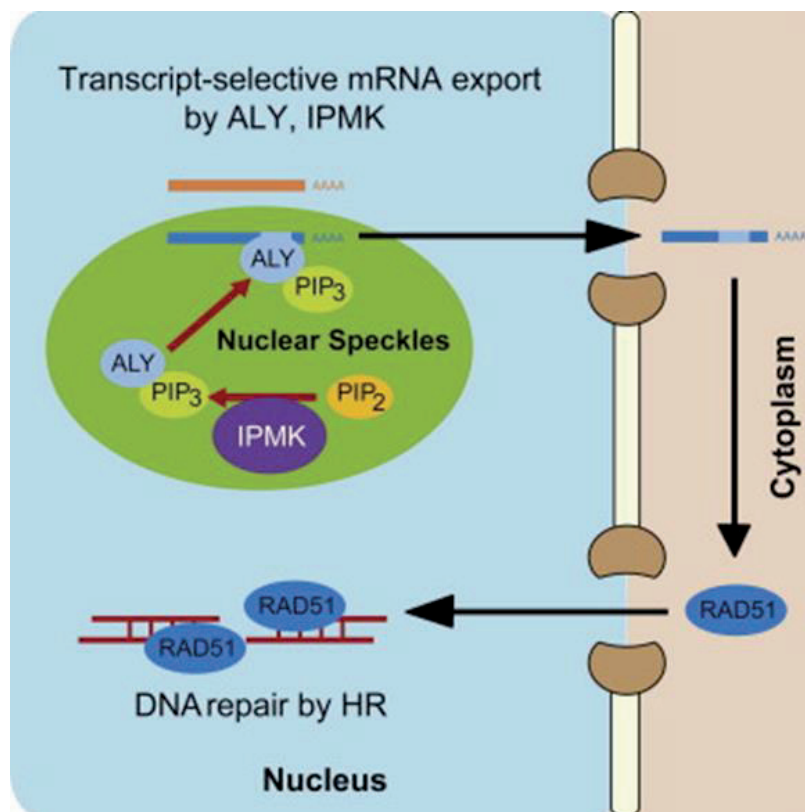 Transcript-selective mRNA export
by ALY, IPMK
AAAA
AAAA
AAAA
ALY
PIP3
Nuclear Speckles
ALY
PIP3
PIP2
IPMK
Cytoplasm
RAD51
RAD51
RAD51
DNA repair by HR
Nucleus